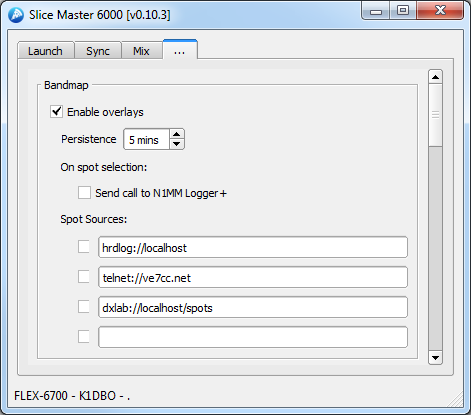 Slice Master 6000 [v0.10.3]
Launch Sync Mix ...
Bandmap
Enable overlays
Persistence 5 mins
On spot selection:
Send call to N1MM Logger+
Spot Sources:
hrdlog://localhost
telnet://ve7cc.net
dxlab://localhost/spots
FLEX-6700 - K1DBO - .